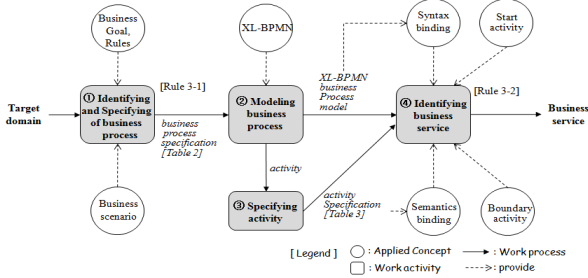 Business
Goal,
Rules
XL-BPMN
Syntax
binding
Start
activity
[Rule 3-1]
XL-BPMN
business
Process
model
[Rule 3-2]
Target
domain
① Identifying
and Specifying
of business
process
business
process
specification
[Table 2]
② Modeling
business
process
④ Identifying
business
service
Business
service
activity
③ Specifying
activity
activity
Specification
[Table 3]
Business
scenario
Semantics
binding
Boundary
activity
[ Legend ]
: Applied Concept
: Work process
: Work activity
: provide